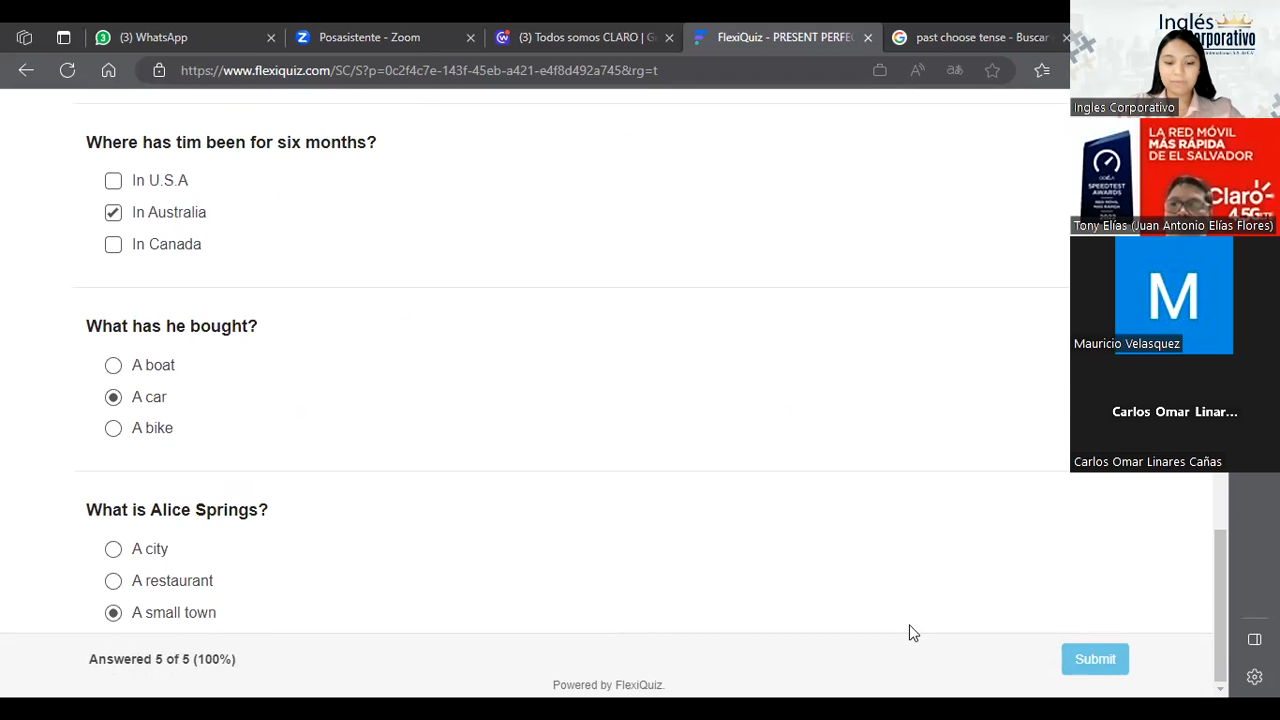 (3) WhatsApp
Posasistente - Zoom
(3) Todos somos CLARO | G
FlexiQuiz - PRESENT PERFE
past choose tense - Buscar
https://www.flexiquiz.com/SC/S?p=0c2f4c7e-143f-45eb-a421-e4f8d492a745&rg=t
Where has tim been for six months?
In U.S.A
In Australia
In Canada
What has he bought?
A boat
A car
A bike
What is Alice Springs?
A city
A restaurant
A small town
Answered 5 of 5 (100%)
Submit
Powered by FlexiQuiz.
Inglés
Corporativo
Ingles Corporativo
LA RED MÓVIL
MÁS RÁPIDA
DE EL SALVADOR
SPEEDTEST
AWARDS
Claro
4.5G
Tony Elías (Juan Antonio Elías Flores)
M
Mauricio Velasquez
Carlos Omar Linar...
Carlos Omar Linares Cañas